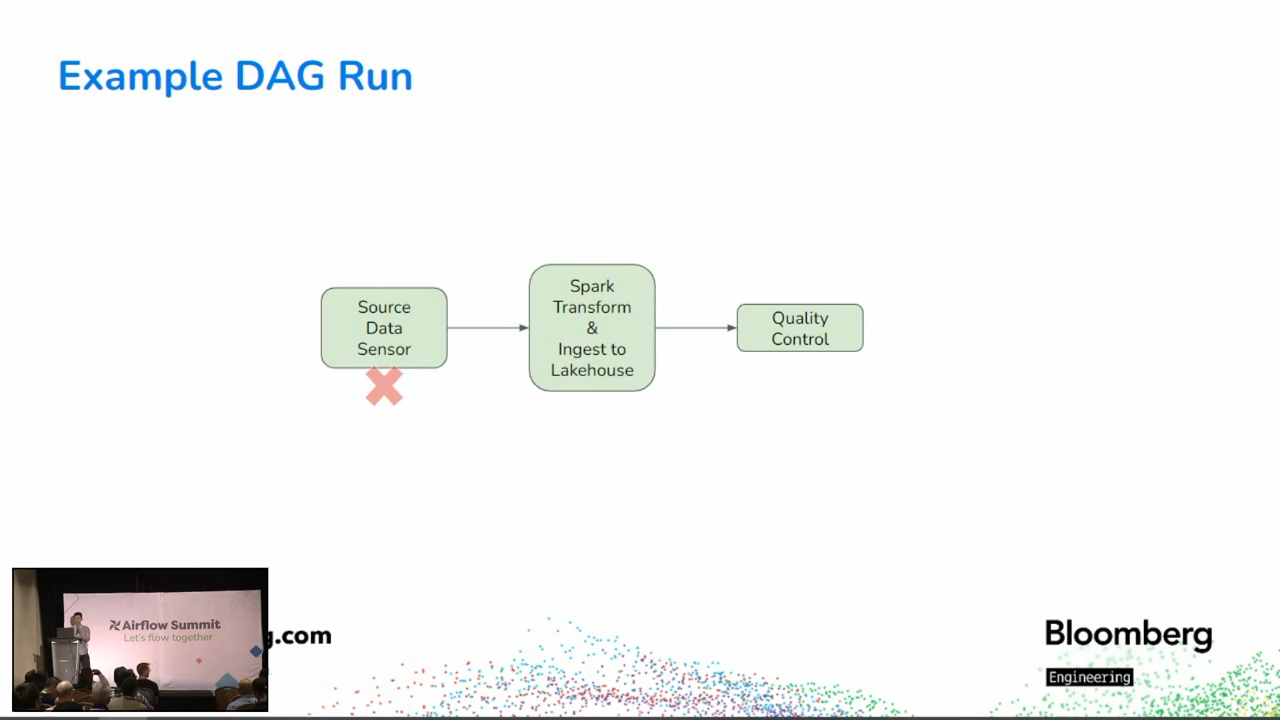 Example DAG Run
Source
Data
Sensor
Spark
Transform
&
Ingest to
Lakehouse
Quality
Control
Airflow Summit
Let's flow together
g.com
Bloomberg
Engineering